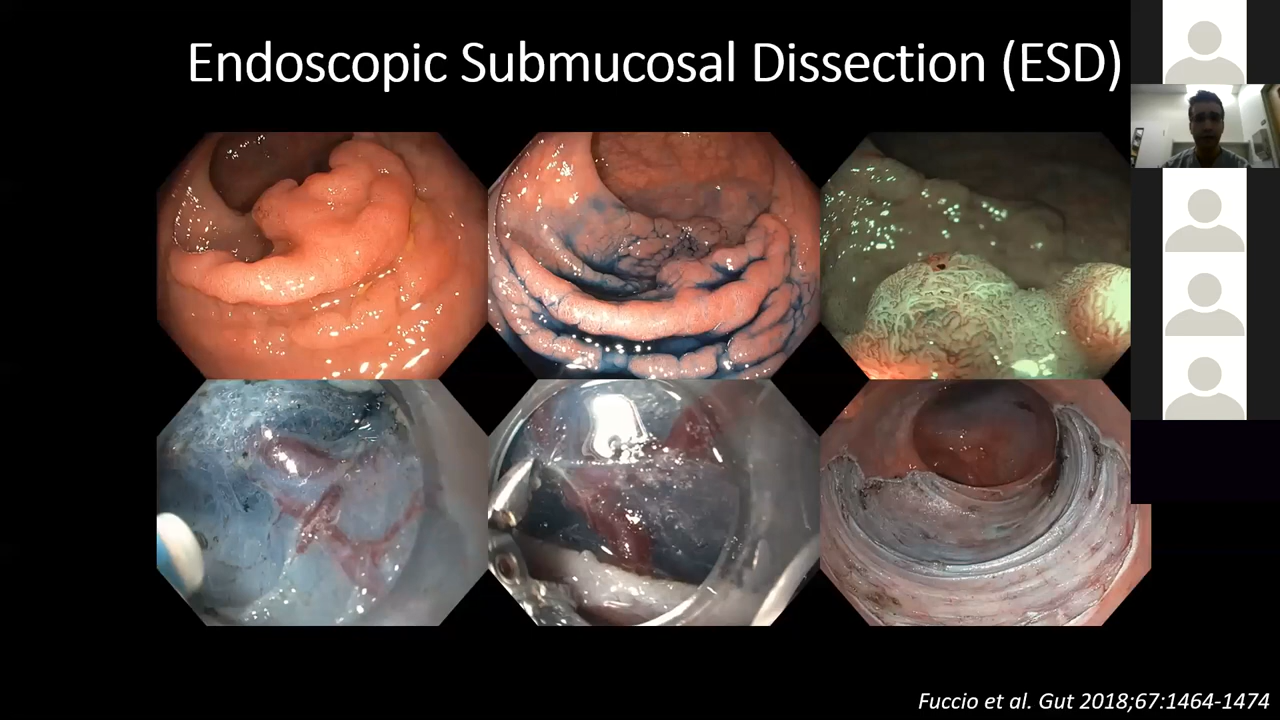 Endoscopic Submucosal Dissection (ESD)
Fuccio et al. Gut 2018;67:1464-1474